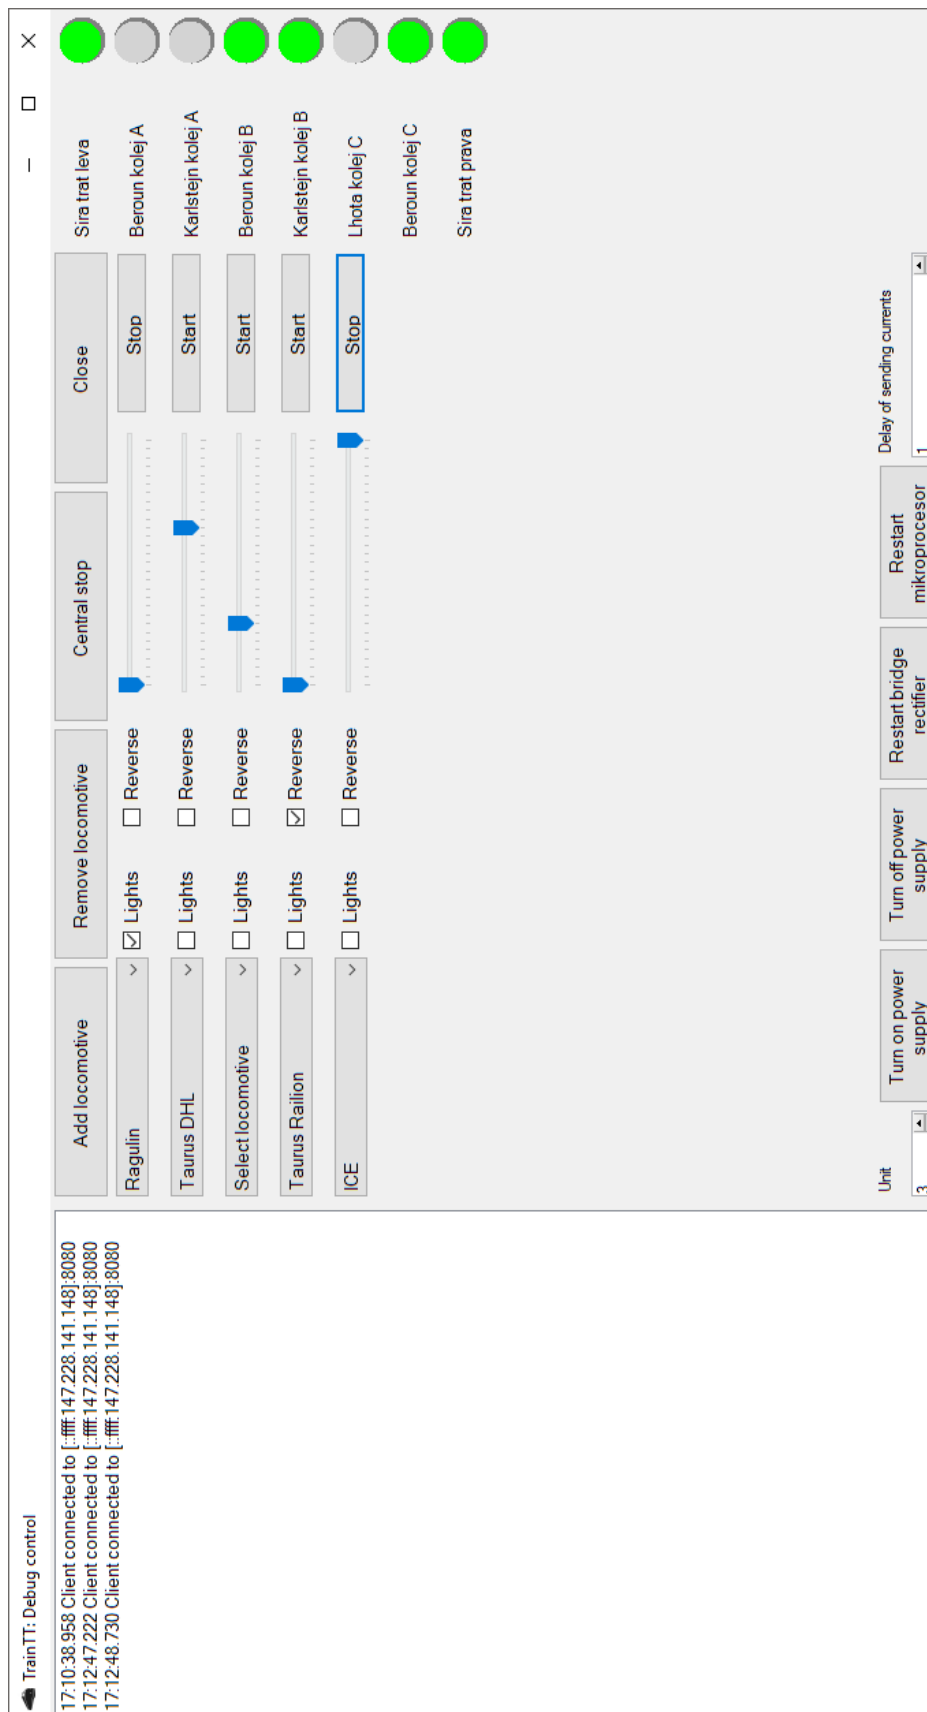 TrainTT: Debug control
17:10:38.958 Client connected to [::ffff:147.228.141.148]:8080
17:12:47.222 Client connected to [::ffff:147.228.141.148]:8080
17:12:48.730 Client connected to [::ffff:147.228.141.148]:8080
Add locomotive
Remove locomotive
Central stop
Close
Sira trat leva
Ragulin
Lights
Reverse
Stop
Beroun kolej A
Taurus DHL
Lights
Reverse
Start
Karlstejn kolej A
Select locomotive
Lights
Reverse
Start
Beroun kolej B
Taurus Railion
Lights
Reverse
Start
Karlstejn kolej B
ICE
Lights
Reverse
Stop
Lhota kolej C
Beroun kolej C
Sira trat prava
Unit
3
Turn on power
supply
Turn off power
supply
Restart bridge
rectifier
Restart
mikroprocesor
Delay of sending currents
1